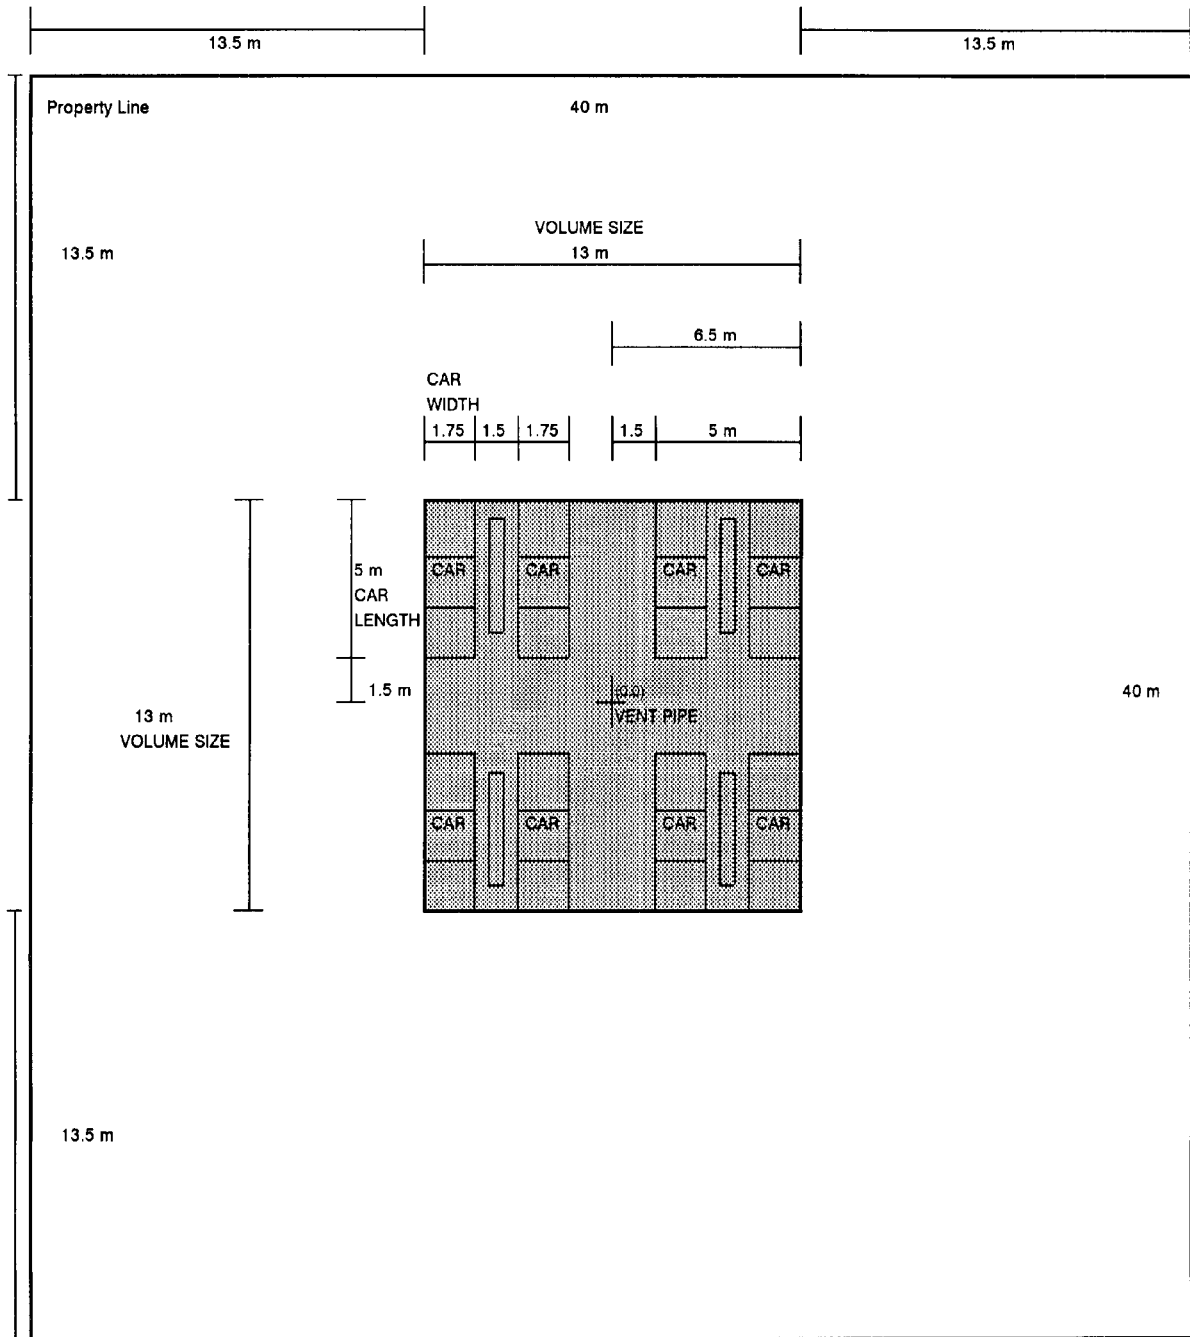 13.5 m
13.5 m
Property Line
40 m
13.5 m
VOLUME SIZE
13 m
6.5 m
CAR
WIDTH
1.75 1.5 1.75 1.5 5 m
5 m
CAR
LENGTH
CAR CAR CAR CAR
1.5 m
(0.0)
VENT PIPE
40 m
13 m
VOLUME SIZE
CAR CAR CAR CAR
13.5 m